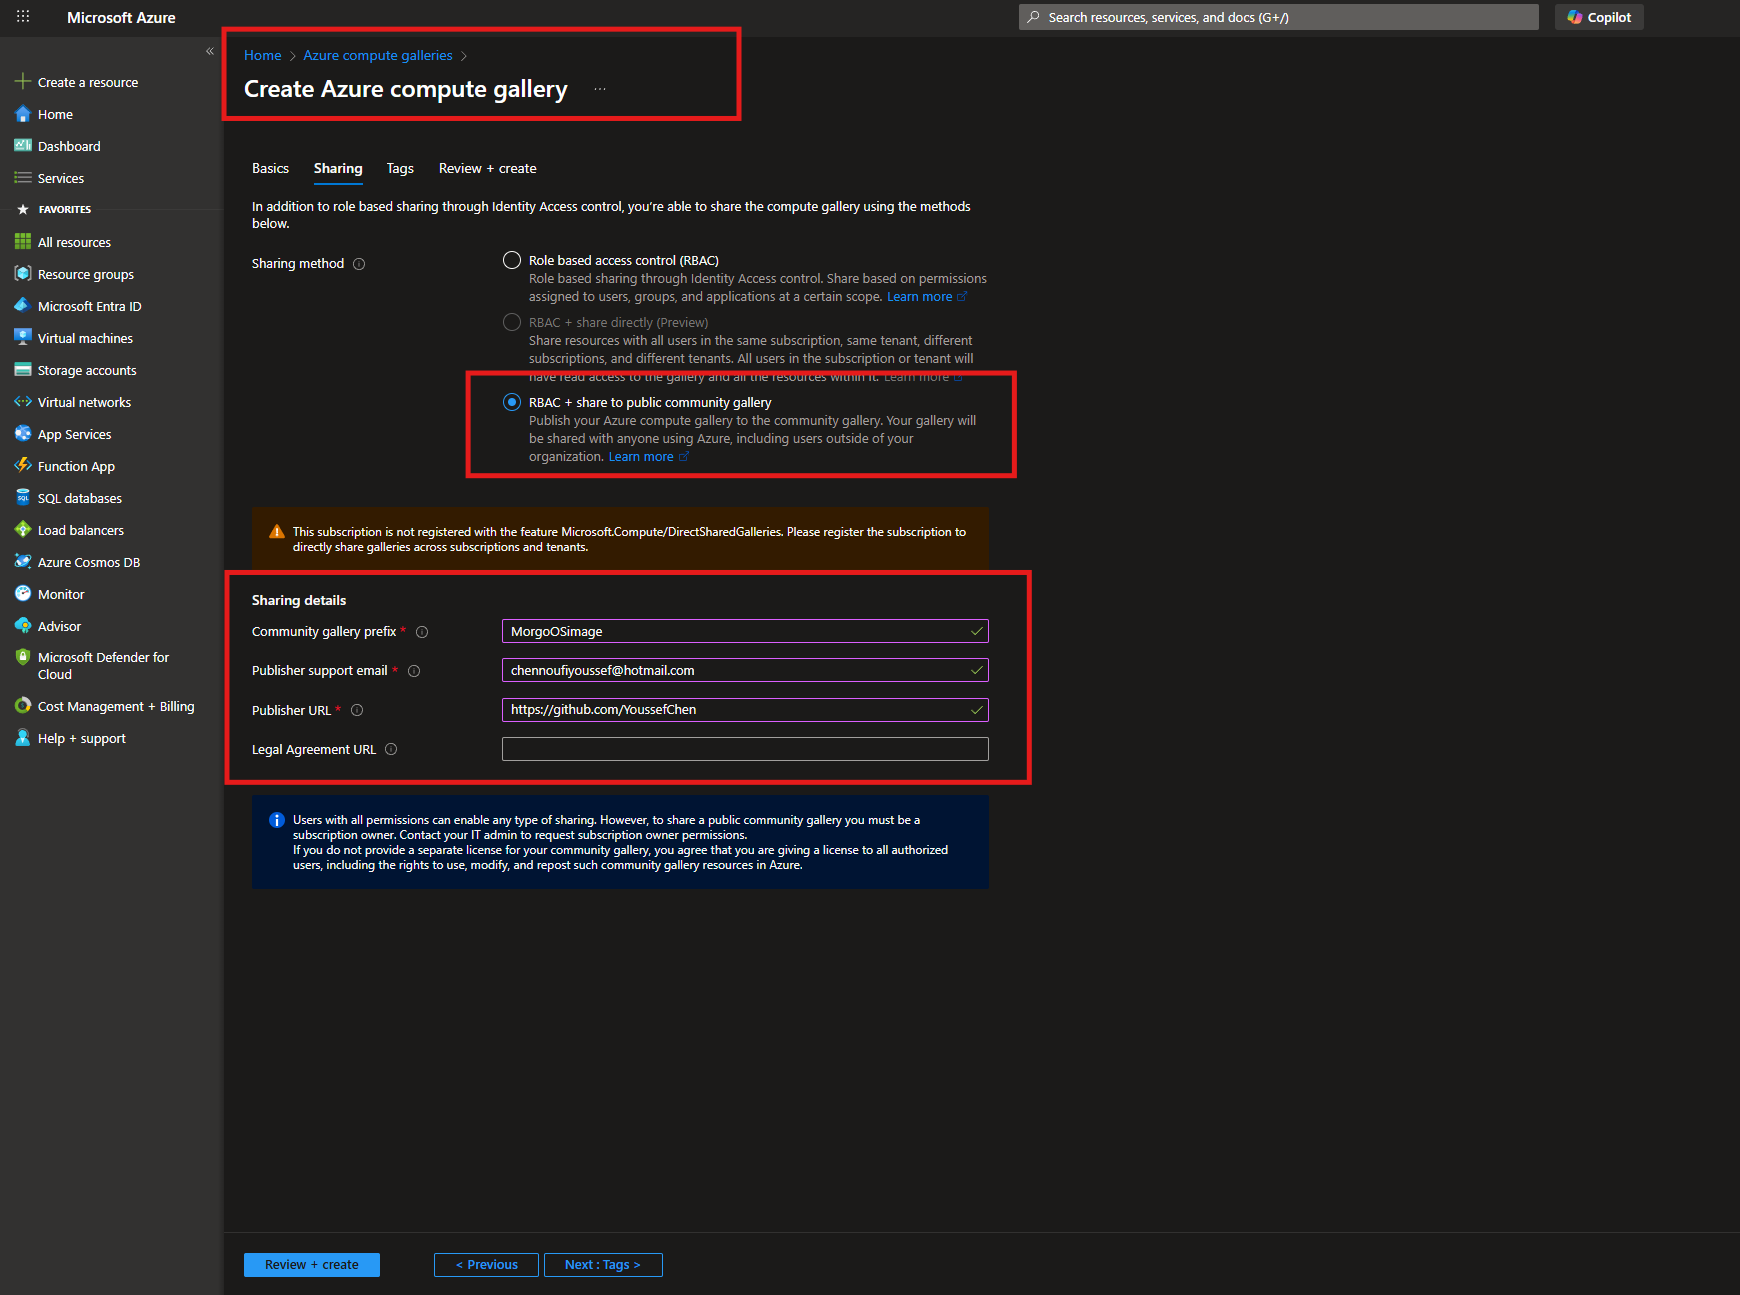 Microsoft Azure
Search resources, services, and docs (G+/)
Copilot
Create a resource
Home
Dashboard
Services
FAVORITES
All resources
Resource groups
Microsoft Entra ID
Virtual machines
Storage accounts
Virtual networks
App Services
Function App
SQL databases
Load balancers
Azure Cosmos DB
Monitor
Advisor
Microsoft Defender for
Cloud
Cost Management + Billing
Help + support
Home > Azure compute galleries >
Create Azure compute gallery ...
Basics Sharing Tags Review + create
In addition to role based sharing through Identity Access control, you're able to share the compute gallery using the methods
below.
Sharing method
Role based access control (RBAC)
Role based sharing through Identity Access control. Share based on permissions
assigned to users, groups, and applications at a certain scope. Learn more
RBAC + share directly (Preview)
Share resources with all users in the same subscription, same tenant, different
subscriptions, and different tenants. All users in the subscription or tenant will
have read access to the gallery and all the resources within it. Learn more
RBAC + share to public community gallery
Publish your Azure compute gallery to the community gallery. Your gallery will
be shared with anyone using Azure, including users outside of your
organization. Learn more
This subscription is not registered with the feature Microsoft.Compute/DirectSharedGalleries. Please register the subscription to
directly share galleries across subscriptions and tenants.
Sharing details
Community gallery prefix * MorgoOSimage
Publisher support email * chennoufiyoussef@hotmail.com
Publisher URL * https://github.com/YoussefChen
Legal Agreement URL
Users with all permissions can enable any type of sharing. However, to share a public community gallery you must be a
subscription owner. Contact your IT admin to request subscription owner permissions.
If you do not provide a separate license for your community gallery, you agree that you are giving a license to all authorized
users, including the rights to use, modify, and repost such community gallery resources in Azure.
Review + create
< Previous
Next : Tags >